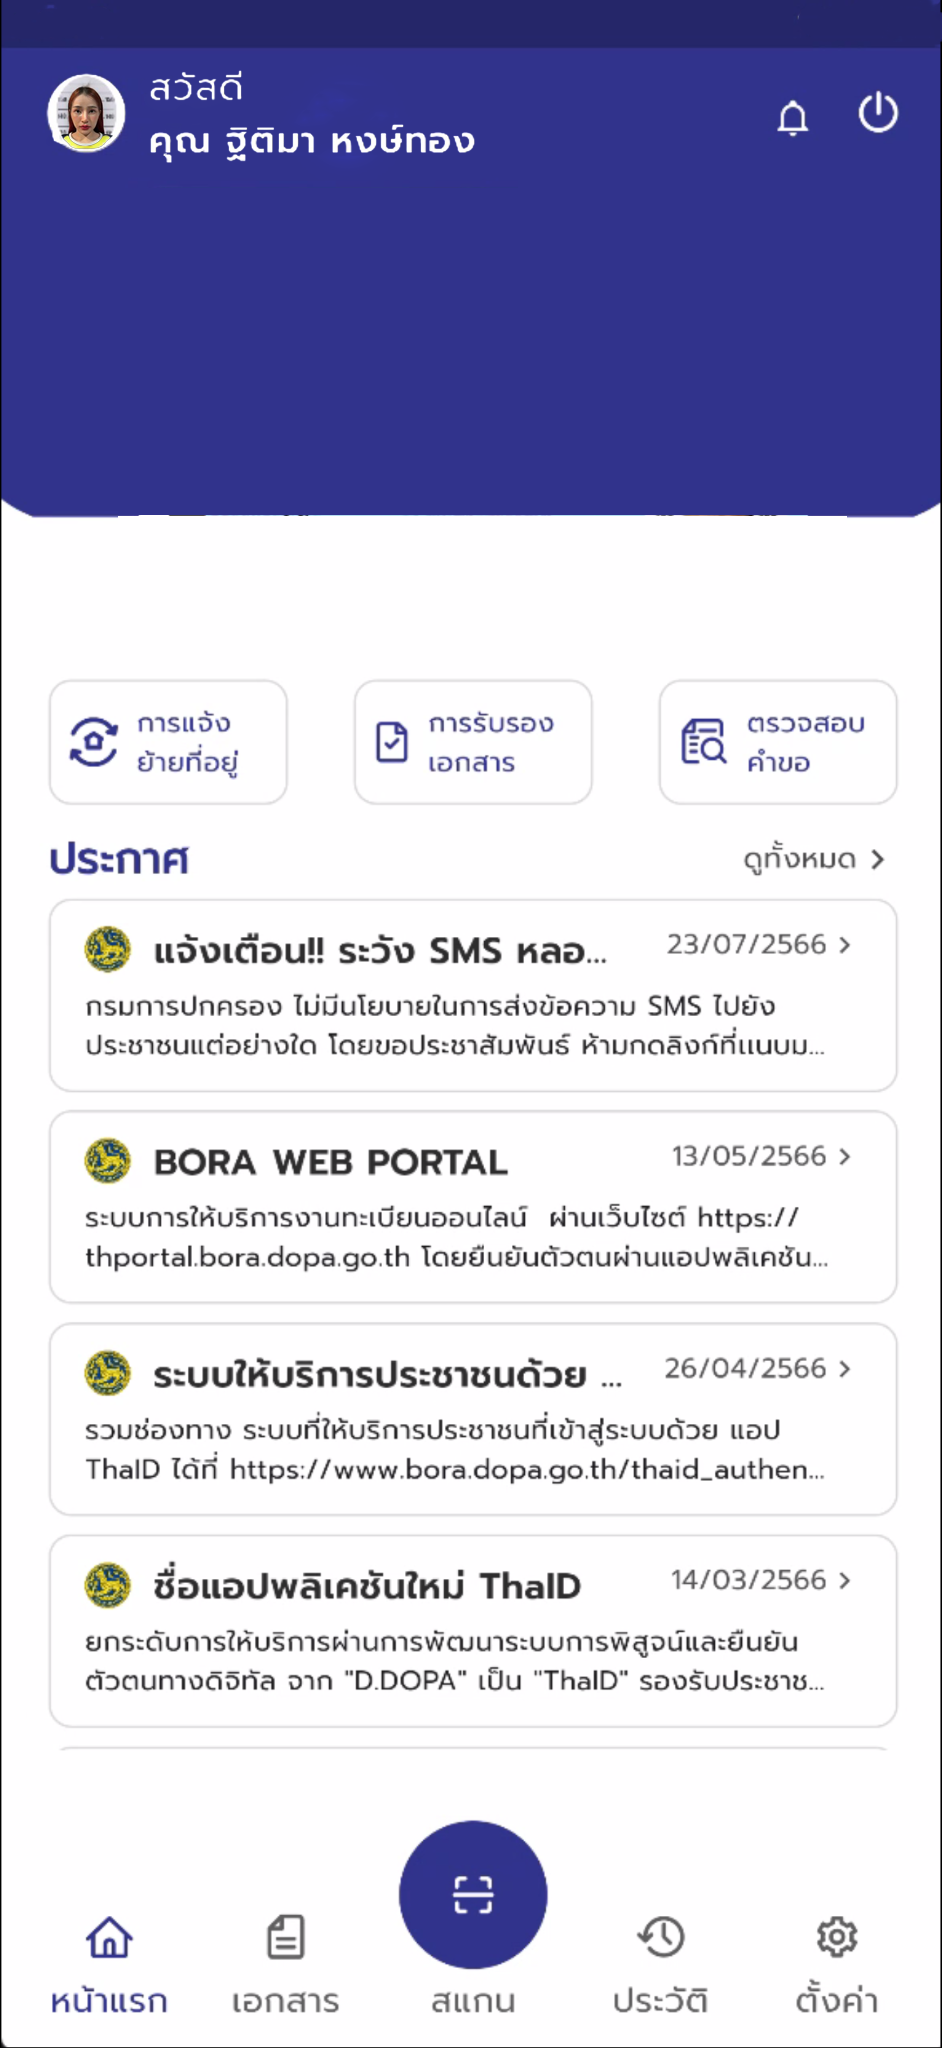 สวัสดี
คุณ ฐิติมา หงษ์ทอง
การแจ้ง
ย้ายที่อยู่
การรับรอง
เอกสาร
ตรวจสอบ
คำขอ
ประกาศ
ดูทั้งหมด
แจ้งเตือน!! ระวัง SMS หลอ...
23/07/2566
กรมการปกครอง ไม่มีนโยบายในการส่งข้อความ SMS ไปยัง
ประชาชนแต่อย่างใด โดยขอประชาสัมพันธ์ ห้ามกดลิงก์ที่แนบม...
BORA WEB PORTAL
13/05/2566
ระบบการให้บริการงานทะเบียนออนไลน์ ผ่านเว็บไซต์ https://
thportal.bora.dopa.go.th โดยยืนยันตัวตนผ่านแอปพลิเคชัน...
ระบบให้บริการประชาชนด้วย ...
26/04/2566
รวมช่องทาง ระบบที่ให้บริการประชาชนที่เข้าสู่ระบบด้วย แอป
ThaID ได้ที่ https://www.bora.dopa.go.th/thaid_authen...
ชื่อแอปพลิเคชันใหม่ ThaID
14/03/2566
ยกระดับการให้บริการผ่านการพัฒนาระบบการพิสูจน์และยืนยัน
ตัวตนทางดิจิทัล จาก "D.DOPA" เป็น "ThaID" รองรับประชาช...
หน้าแรก
เอกสาร
สแกน
ประวัติ
ตั้งค่า